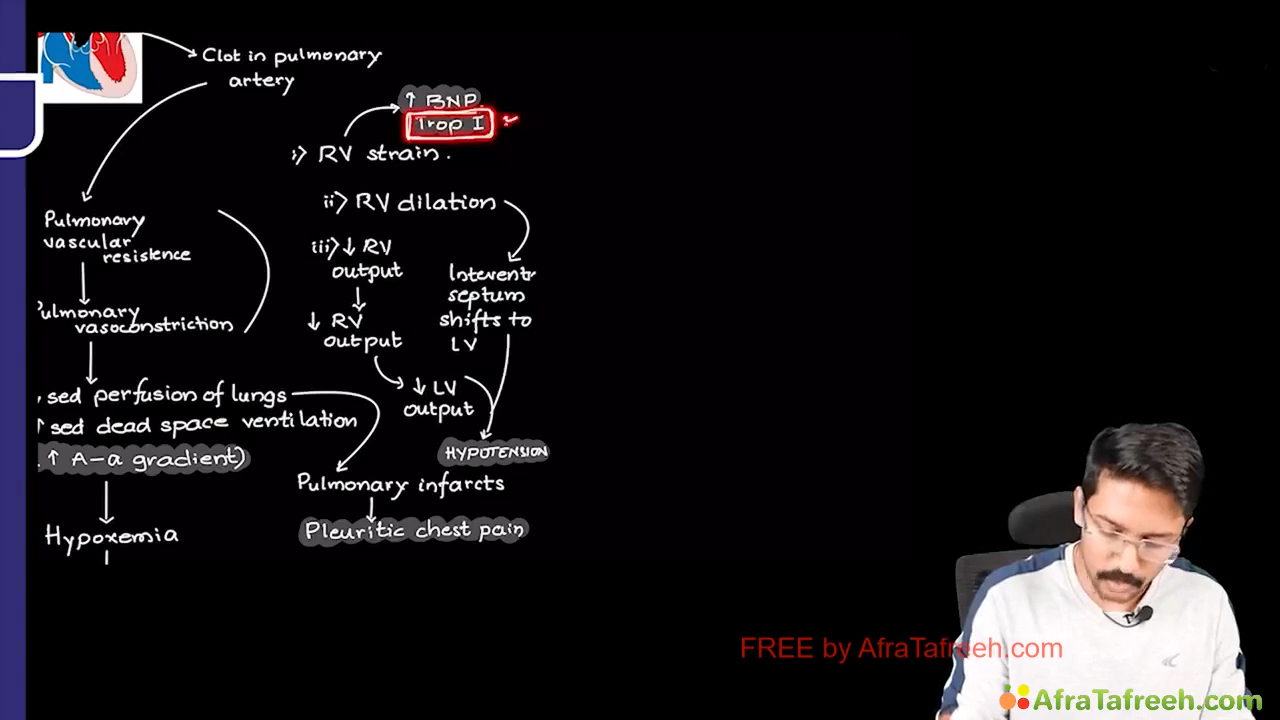 Clot in pulmonary
artery
↑ BNP
Trop I
i) RV strain.
ii) RV dilation
iii) ↓ RV
output
↓ RV
output
Interventr
septum
shifts to
LV
↓ LV
output
HYPOTENSION
Pulmonary
vascular
resistence
Pulmonary
vasoconstriction
sed perfusion of lungs
↑ sed dead space ventilation
↑ A-a gradient)
Hypoxemia
Pulmonary infarcts
Pleuritic chest pain
FREE by AfraTafreeh.com
AfraTafreeh.com